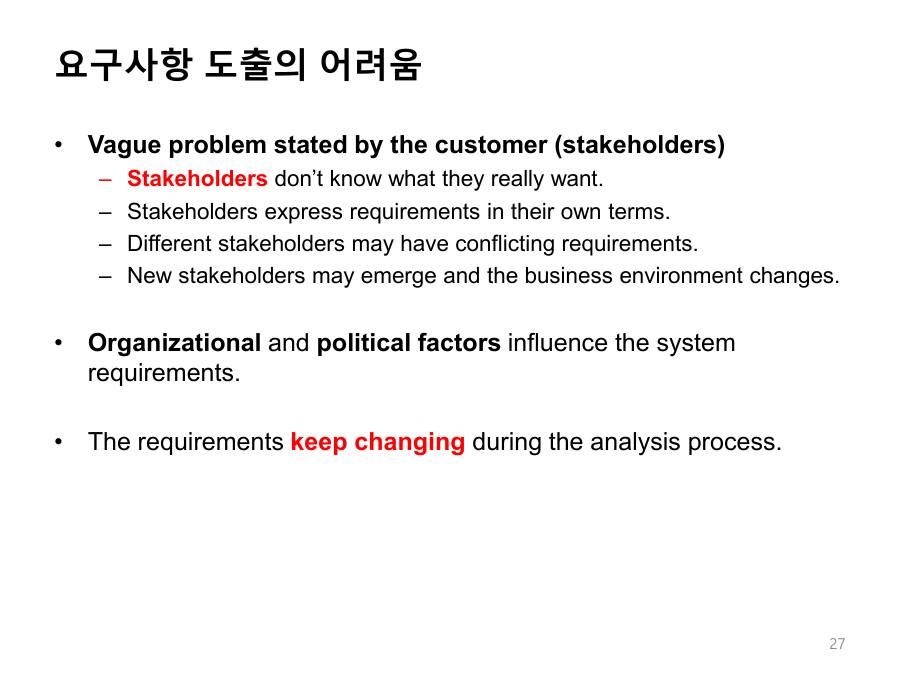 요구사항 도출의 어려움
• Vague problem stated by the customer (stakeholders)
– Stakeholders don’t know what they really want.
– Stakeholders express requirements in their own terms.
– Different stakeholders may have conflicting requirements.
– New stakeholders may emerge and the business environment changes.
• Organizational and political factors influence the system
requirements.
• The requirements keep changing during the analysis process.
27